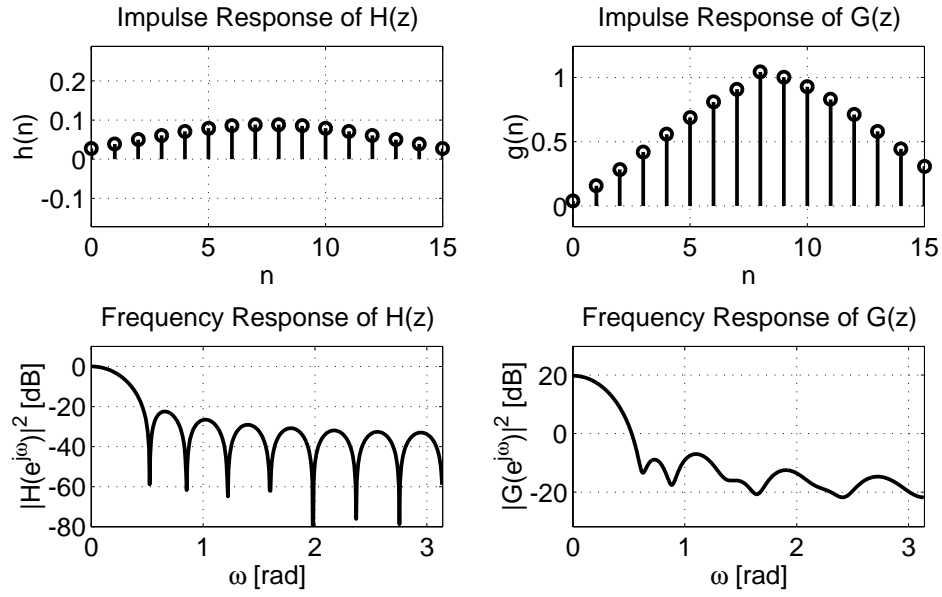 Impulse Response of H(z)
h(n)
0.2
0.1
0
-0.1
0 5 10 15
n
Impulse Response of G(z)
g(n)
1
0.5
0
0 5 10 15
n
Frequency Response of H(z)
|H(e^{jω})|² [dB]
0
-20
-40
-60
-80
0 1 2 3
ω [rad]
Frequency Response of G(z)
|G(e^{jω})|² [dB]
20
0
-20
0 1 2 3
ω [rad]